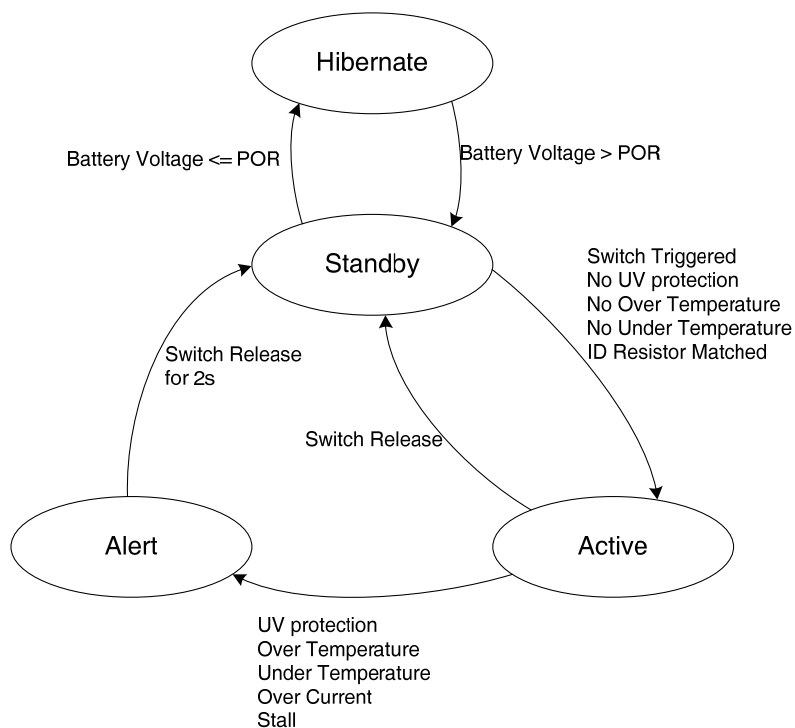 Hibernate
Battery Voltage <= POR
Battery Voltage > POR
Standby
Switch Triggered
No UV protection
No Over Temperature
No Under Temperature
ID Resistor Matched
Switch Release
for 2s
Switch Release
Alert
Active
UV protection
Over Temperature
Under Temperature
Over Current
Stall